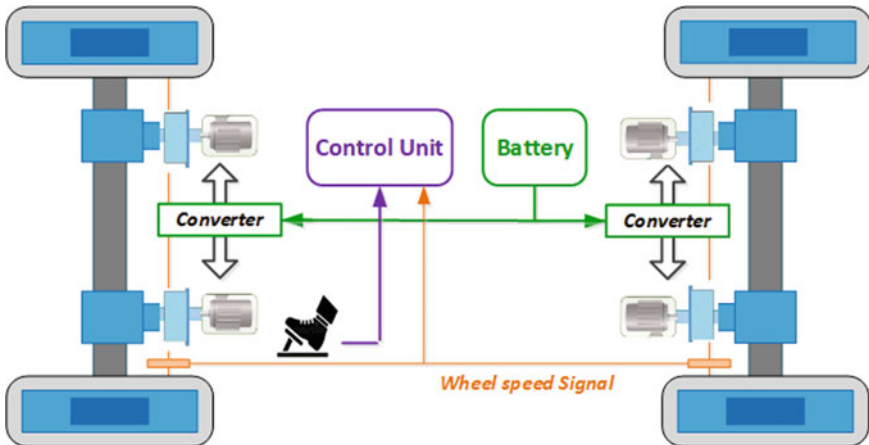 Control Unit
Battery
Converter
Converter
Wheel speed Signal